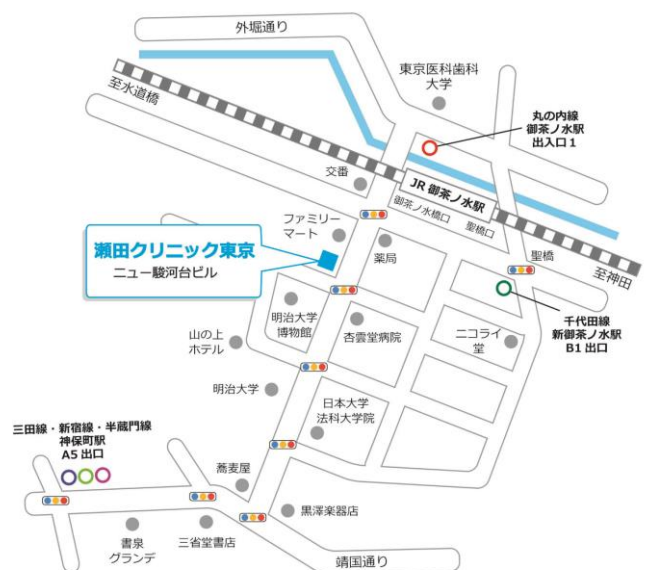 外堀通り
東京医科歯科
大学
至水道橋
丸の内線
御茶ノ水駅
出入口1
交番
JR 御茶ノ水駅
御茶ノ水橋口
聖橋口
ファミリー
マート
薬局
聖橋
至神田
瀬田クリニック東京
ニュー駿河台ビル
明治大学
博物館
杏雲堂病院
ニコライ
堂
千代田線
新御茶ノ水駅
B1 出口
山の上
ホテル
明治大学
日本大学
法科大学院
三田線・新宿線・半蔵門線
神保町駅
A5 出口
蕎麦屋
黒澤楽器店
書泉
グランデ
三省堂書店
靖国通り